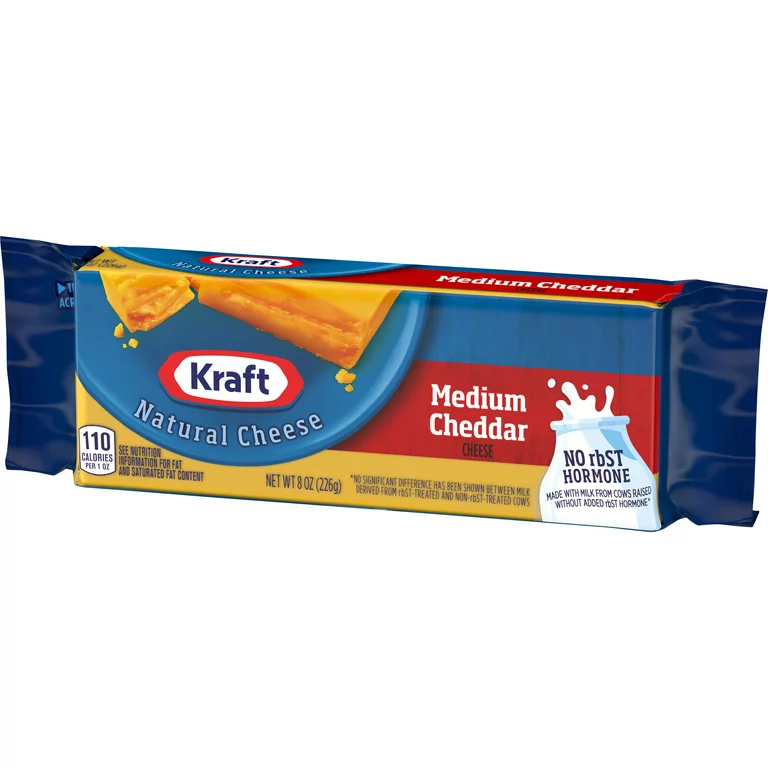 Natural Cheese
Medium Cheddar
Kraft
Natural Cheese
Medium
Cheddar
CHEESE
110
CALORIES
PER 1 OZ
SEE NUTRITION
INFORMATION FOR FAT
AND SATURATED FAT CONTENT
NET WT 8 OZ (226g)
*NO SIGNIFICANT DIFFERENCE HAS BEEN SHOWN BETWEEN MILK
DERIVED FROM rbST-TREATED AND NON-rbST-TREATED COWS
NO rbST
HORMONE
MADE WITH MILK FROM COWS RAISED
WITHOUT ADDED rbST HORMONE*